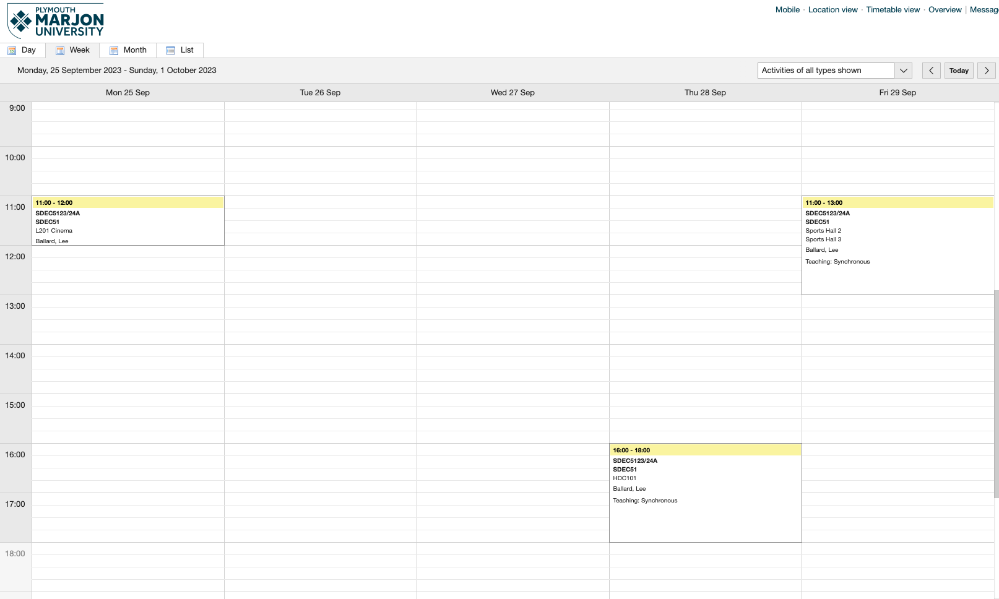 PLYMOUTH
MARJON
UNIVERSITY
Mobile · Location view · Timetable view · Overview | Messag
Day
Week
Month
List
Monday, 25 September 2023 - Sunday, 1 October 2023
Activities of all types shown
Today
Mon 25 Sep
Tue 26 Sep
Wed 27 Sep
Thu 28 Sep
Fri 29 Sep
9:00
10:00
11:00
11:00 - 12:00
SDEC5123/24A
SDEC51
L201 Cinema
Ballard, Lee
11:00 - 13:00
SDEC5123/24A
SDEC51
Sports Hall 2
Sports Hall 3
Ballard, Lee
Teaching: Synchronous
12:00
13:00
14:00
15:00
16:00
16:00 - 18:00
SDEC5123/24A
SDEC51
HDC101
Ballard, Lee
Teaching: Synchronous
17:00
18:00